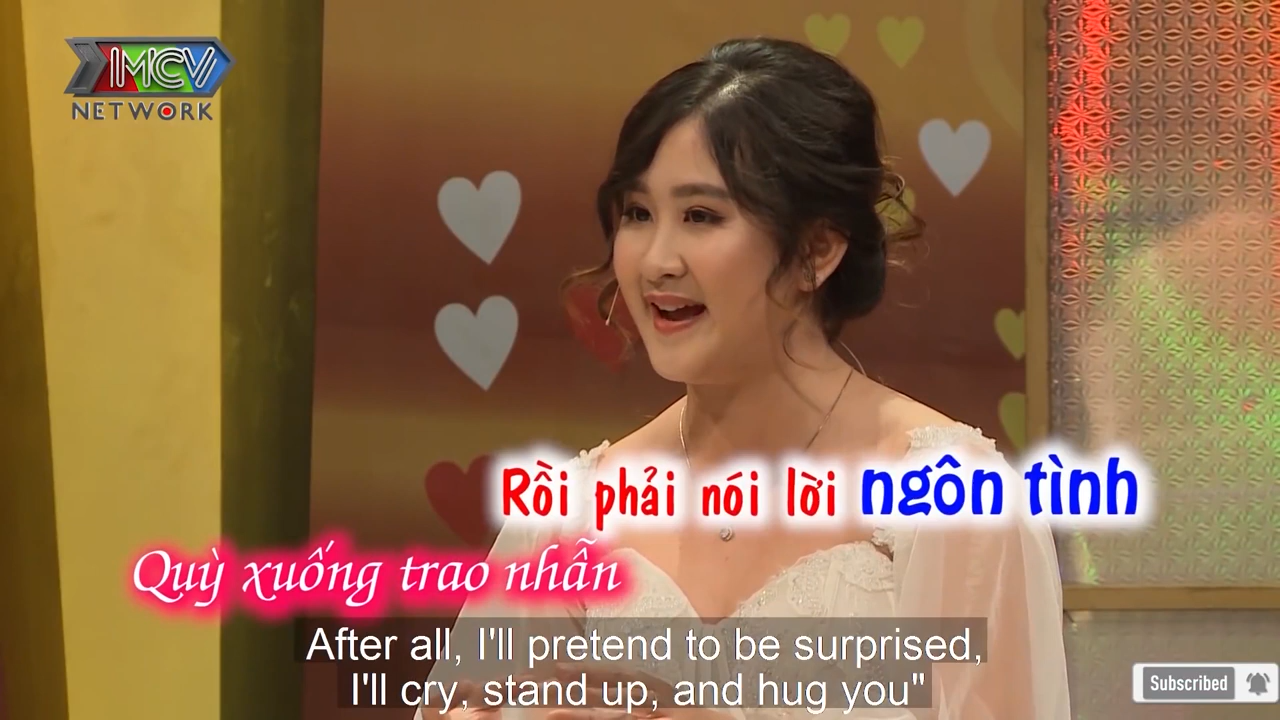 MCV
NETWORK
Rồi phải nói lời ngôn tình
Quỳ xuống trao nhẫn
After all, I'll pretend to be surprised,
I'll cry, stand up, and hug you"
Subscribed